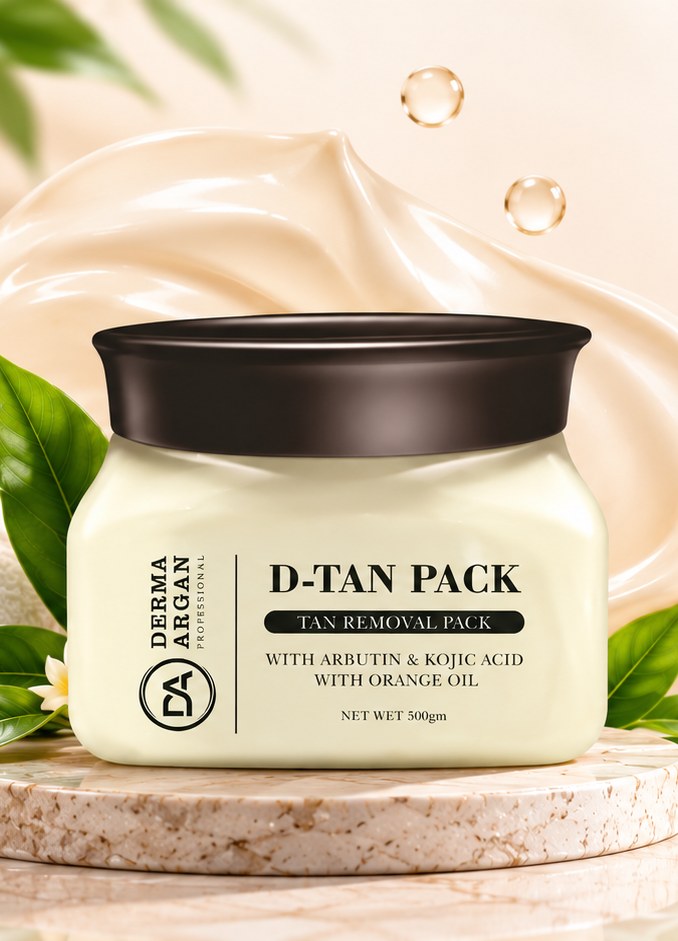 DERMA
ARGAN
PROFESSIONAL
DA
D-TAN PACK
TAN REMOVAL PACK
WITH ARBUTIN & KOJIC ACID
WITH ORANGE OIL
NET WET 500gm